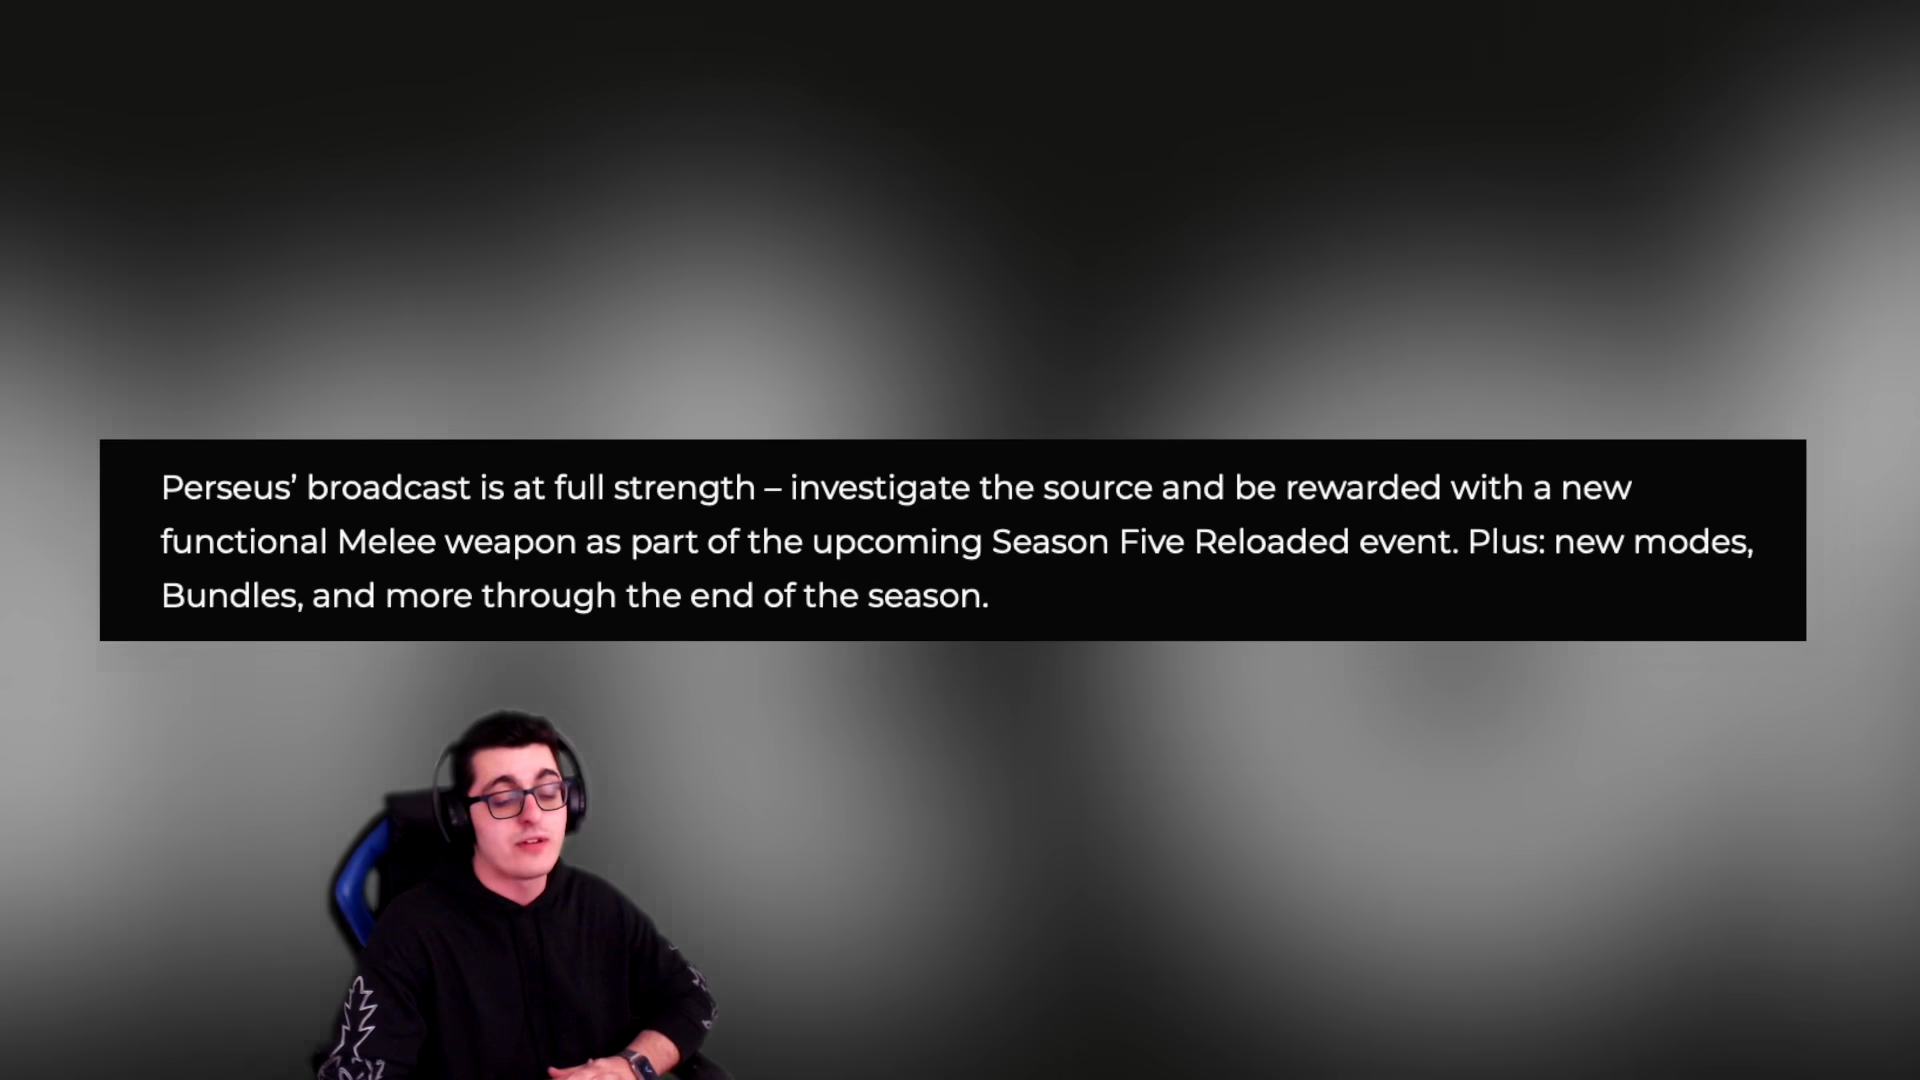 Perseus’ broadcast is at full strength – investigate the source and be rewarded with a new
functional Melee weapon as part of the upcoming Season Five Reloaded event. Plus: new modes,
Bundles, and more through the end of the season.